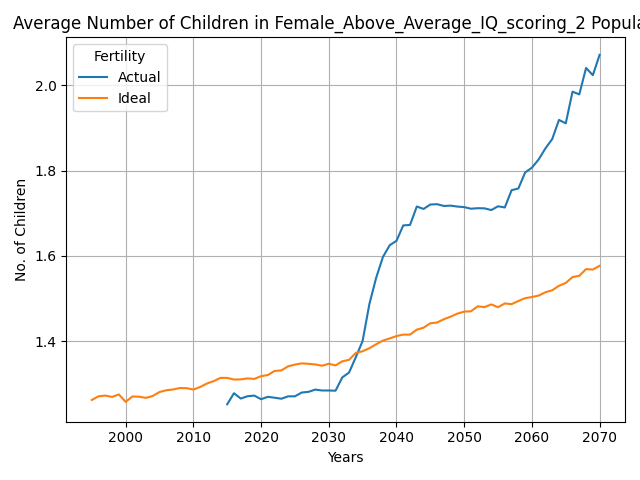 Average Number of Children in Female_Above_Average_IQ_scoring_2 Popula
Fertility
Actual
Ideal
No. of Children
2.0
1.8
1.6
1.4
2000 2010 2020 2030 2040 2050 2060 2070
Years